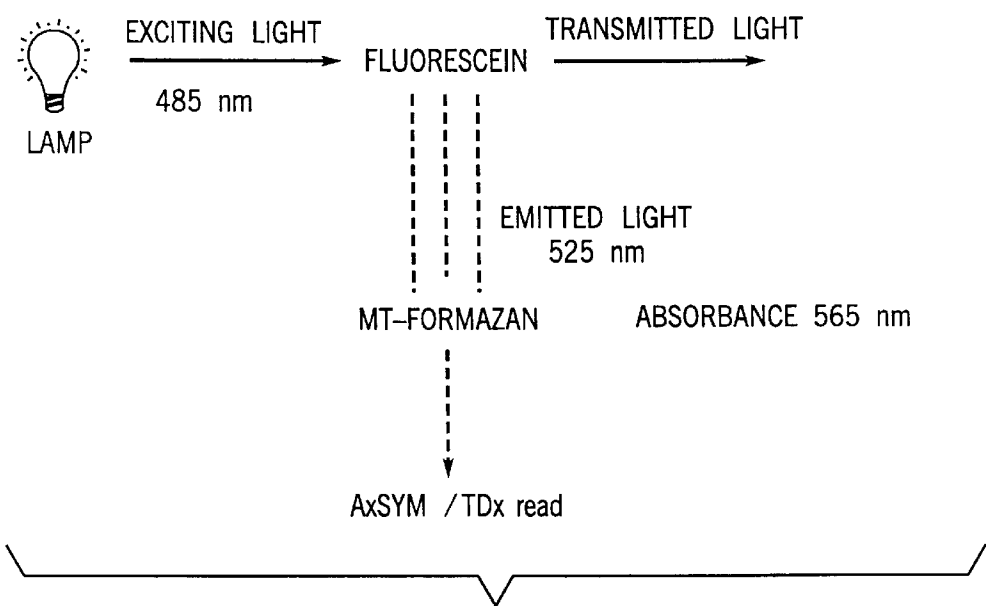 EXCITING LIGHT
TRANSMITTED LIGHT
FLUORESCEIN
485 nm
LAMP
EMITTED LIGHT
525 nm
MT–FORMAZAN
ABSORBANCE 565 nm
AxSYM / TDx read